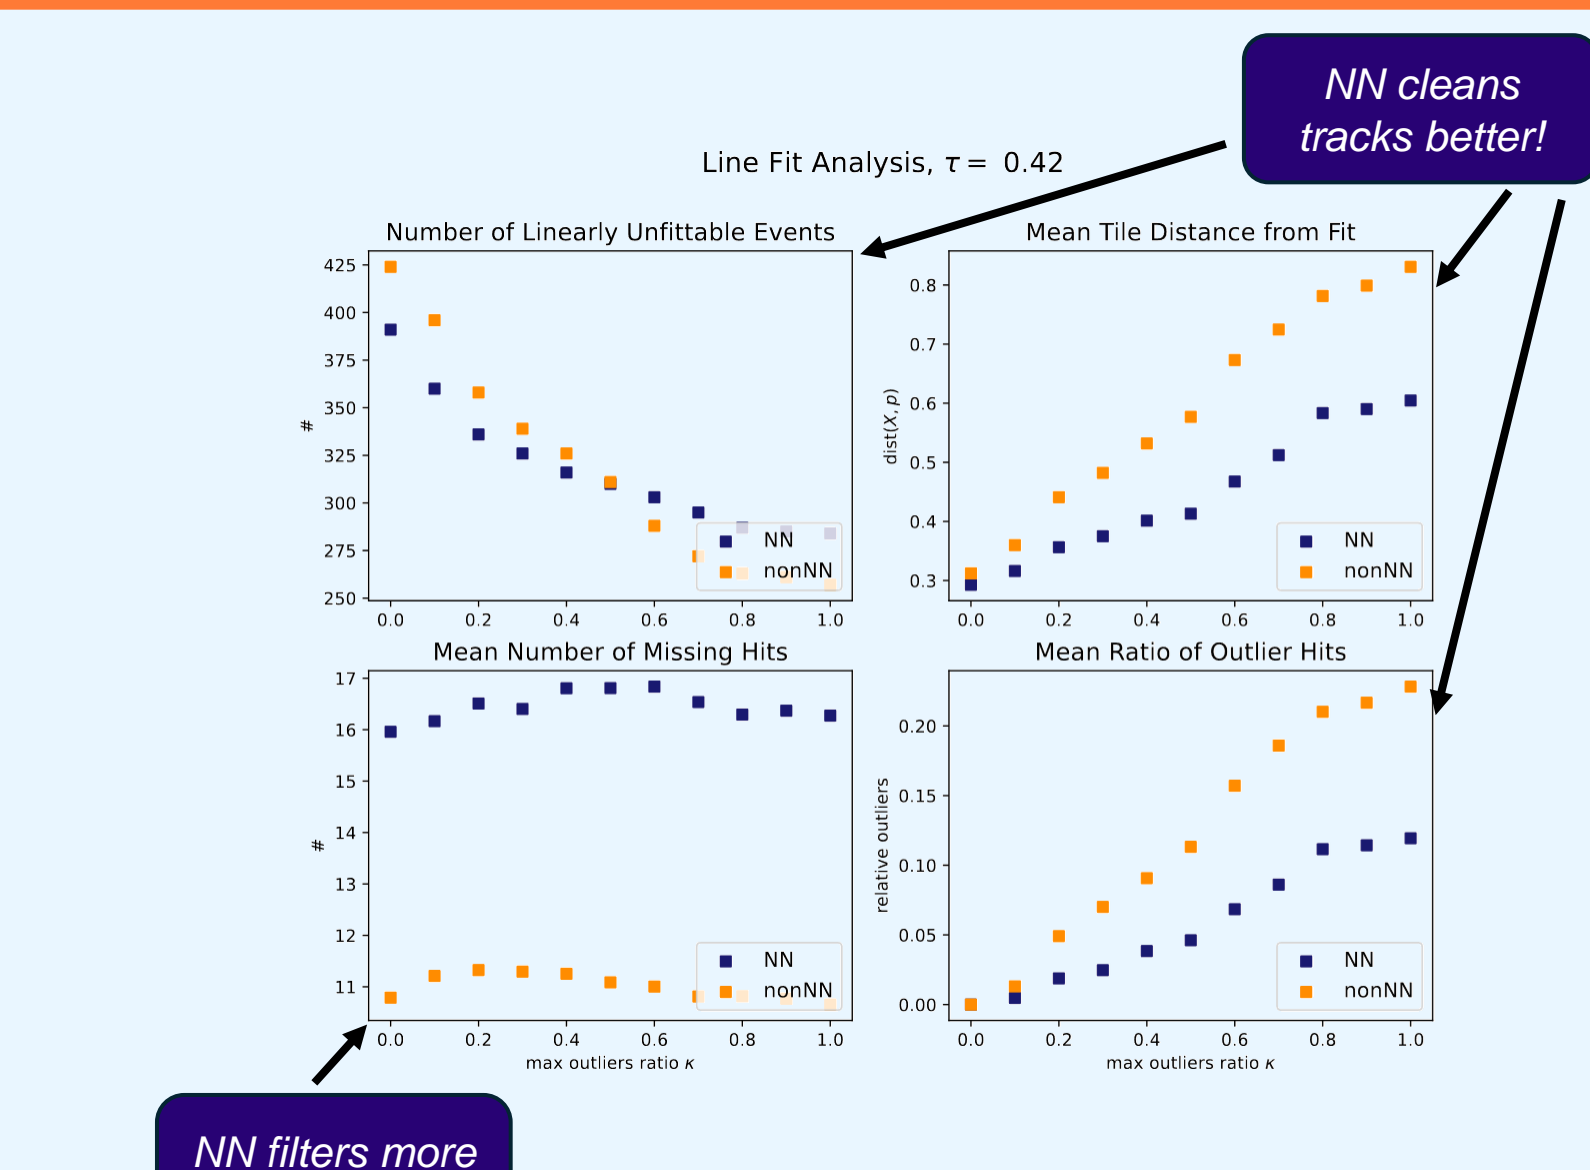 NN cleans
tracks better!
Line Fit Analysis, τ = 0.42
Number of Linearly Unfittable Events
425
400
375
350
325
300
275
250
#
0.0 0.2 0.4 0.6 0.8 1.0
NN
nonNN
Mean Tile Distance from Fit
0.8
0.7
0.6
0.5
0.4
0.3
dist(X, p)
0.0 0.2 0.4 0.6 0.8 1.0
NN
nonNN
Mean Number of Missing Hits
17
16
15
14
13
12
11
#
0.0 0.2 0.4 0.6 0.8 1.0
max outliers ratio κ
NN
nonNN
Mean Ratio of Outlier Hits
0.20
0.15
0.10
0.05
0.00
relative outliers
0.0 0.2 0.4 0.6 0.8 1.0
max outliers ratio κ
NN
nonNN
NN filters more